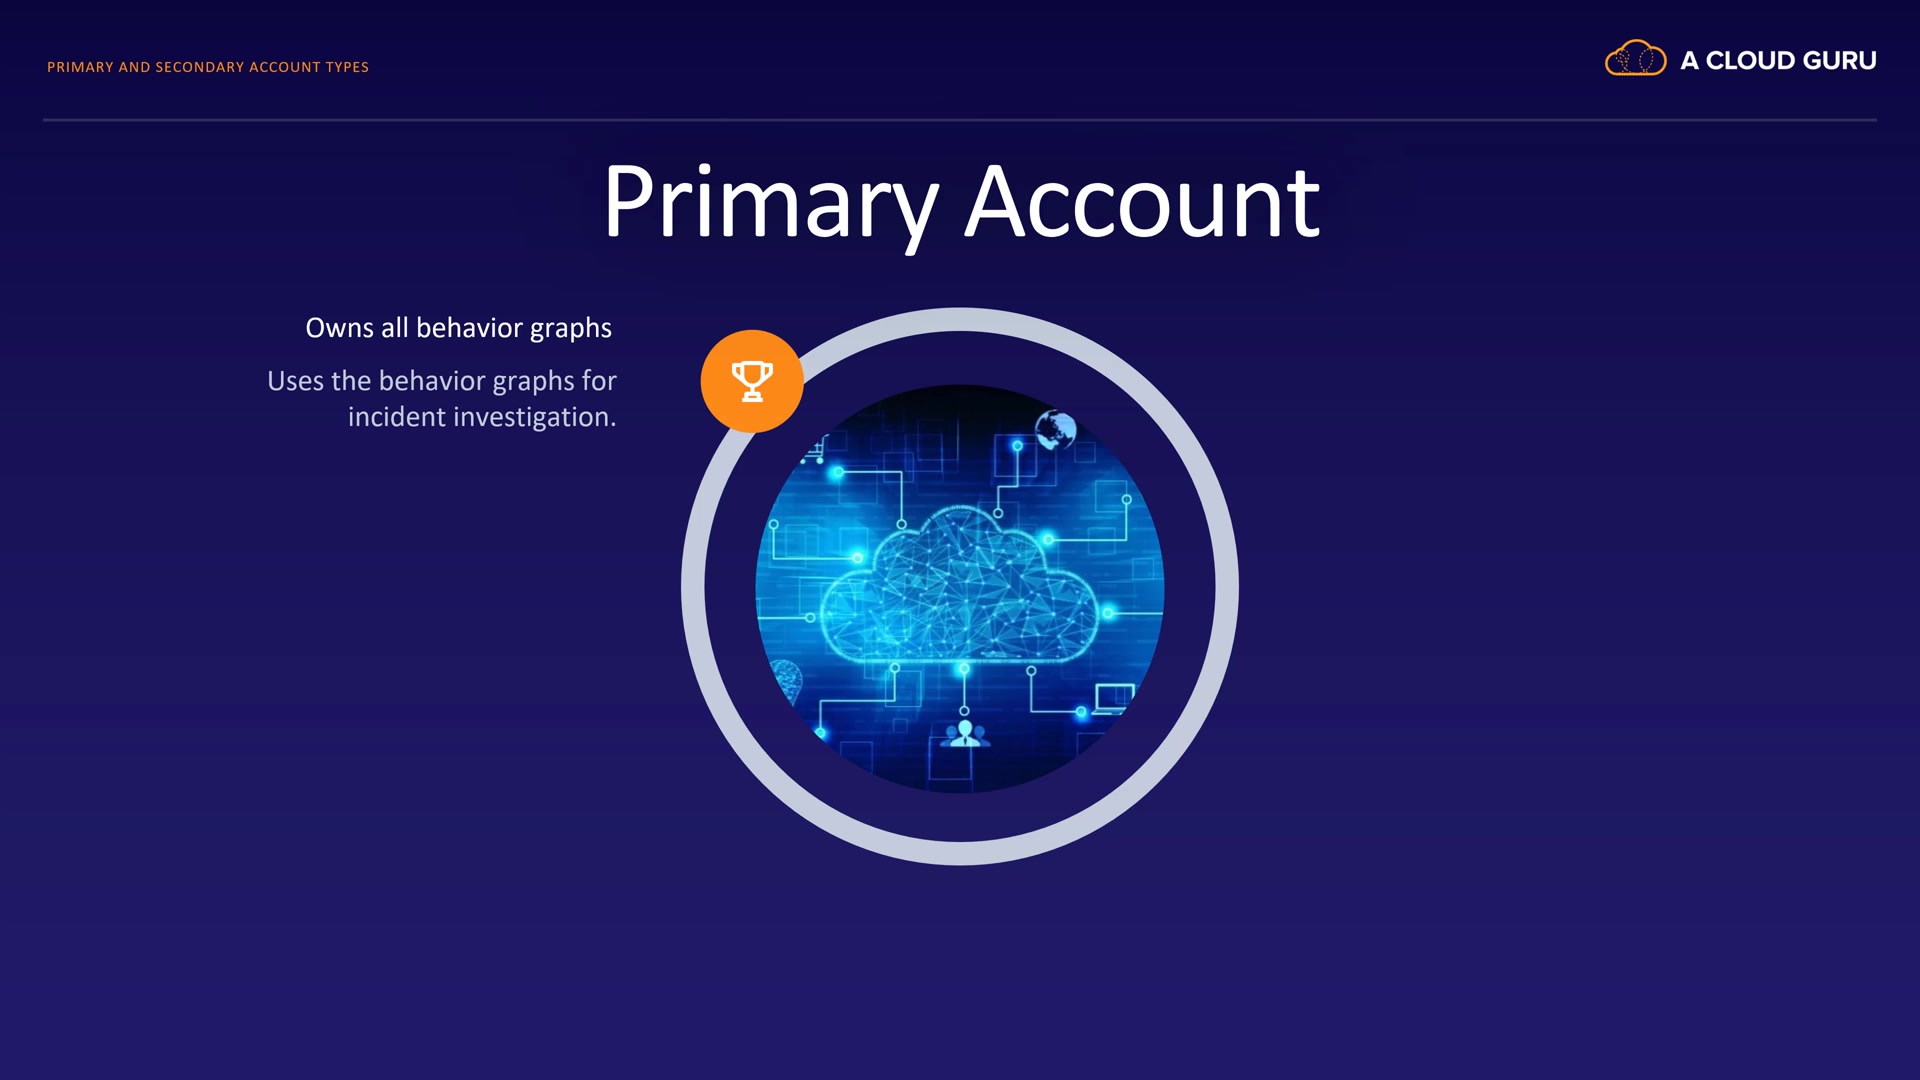 PRIMARY AND SECONDARY ACCOUNT TYPES
A CLOUD GURU
Primary Account
Owns all behavior graphs
Uses the behavior graphs for
incident investigation.